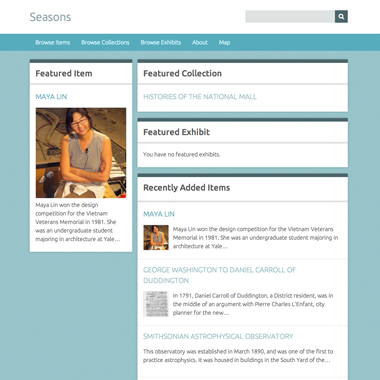 Seasons
Browse Items Browse Collections Browse Exhibits About Map
Featured Item
MAYA LIN
Maya Lin won the design
competition for the Vietnam
Veterans Memorial in 1981. She
was an undergraduate student
majoring in architecture at Yale…
Featured Collection
HISTORIES OF THE NATIONAL MALL
Featured Exhibit
You have no featured exhibits.
Recently Added Items
MAYA LIN
Maya Lin won the design competition for the Vietnam Veterans
Memorial in 1981. She was an undergraduate student majoring in
architecture at Yale…
GEORGE WASHINGTON TO DANIEL CARROLL OF
DUDDINGTON
In 1791, Daniel Carroll of Duddington, a District resident, was in
the middle of an argument with Pierre Charles L'Enfant, city
planner for the new…
SMITHSONIAN ASTROPHYSICAL OBSERVATORY
This observatory was established in March 1890, and was one of the first to
practice astrophysics. It was housed in buildings in the South Yard of the…